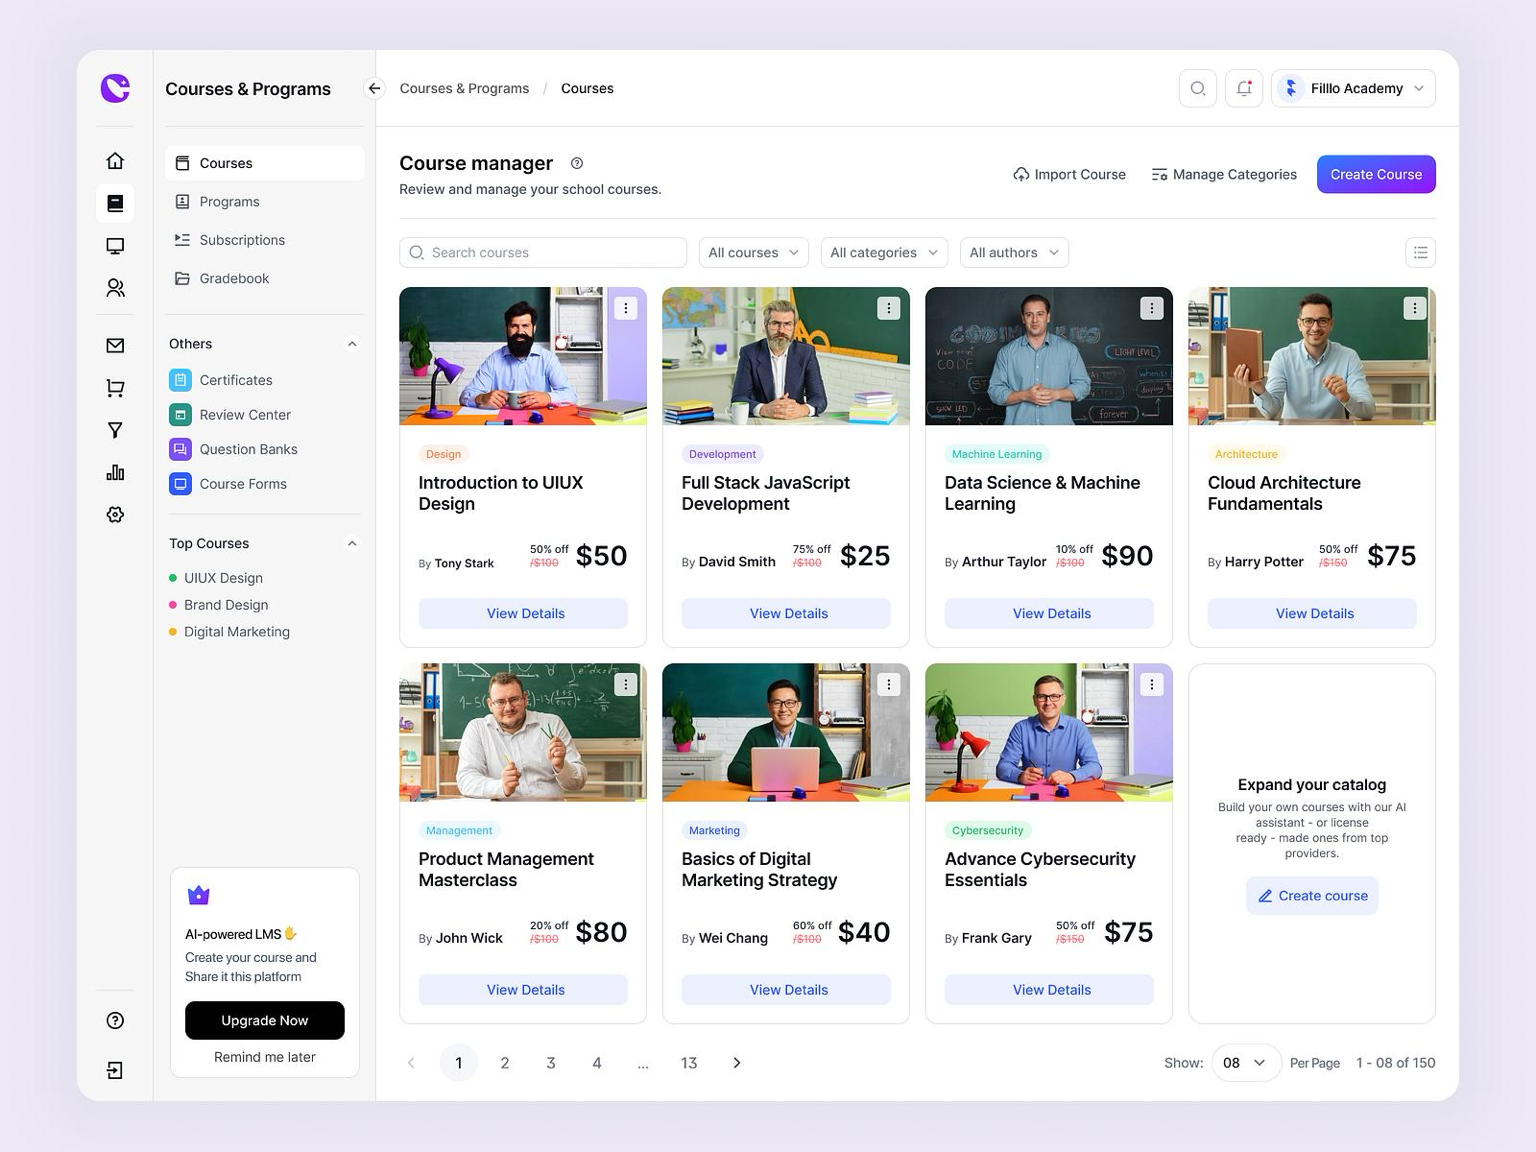 Courses & Programs
Courses
Programs
Subscriptions
Gradebook
Others
Certificates
Review Center
Question Banks
Course Forms
Top Courses
UIUX Design
Brand Design
Digital Marketing
AI-powered LMS
Create your course and
Share it this platform
Upgrade Now
Remind me later
Courses & Programs / Courses
Filllo Academy
Course manager
Review and manage your school courses.
Import Course
Manage Categories
Create Course
Search courses
All courses
All categories
All authors
Design
Introduction to UIUX
Design
By Tony Stark
50% off
/$100
$50
View Details
Development
Full Stack JavaScript
Development
By David Smith
75% off
/$100
$25
View Details
CODE
LIGHT LEVEL
forever
Machine Learning
Data Science & Machine
Learning
By Arthur Taylor
10% off
/$100
$90
View Details
Architecture
Cloud Architecture
Fundamentals
By Harry Potter
50% off
/$150
$75
View Details
Management
Product Management
Masterclass
By John Wick
20% off
/$100
$80
View Details
Marketing
Basics of Digital
Marketing Strategy
By Wei Chang
60% off
/$100
$40
View Details
Cybersecurity
Advance Cybersecurity
Essentials
By Frank Gary
50% off
/$150
$75
View Details
Expand your catalog
Build your own courses with our AI
assistant - or license
ready - made ones from top
providers.
Create course
1 2 3 4 ... 13
Show: 08 Per Page 1 - 08 of 150